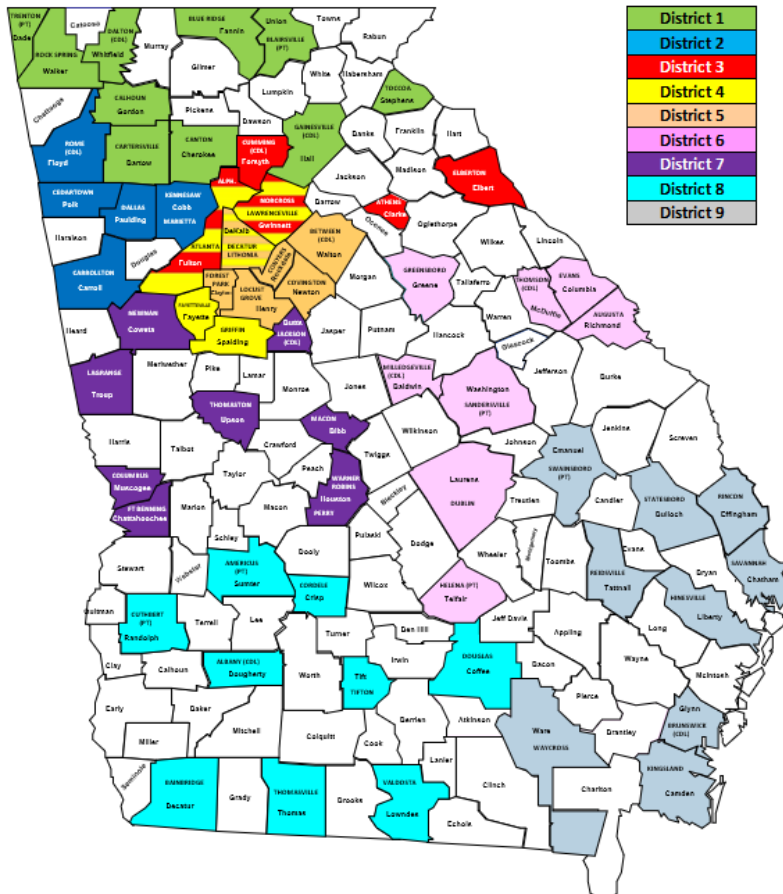 District 1
District 2
District 3
District 4
District 5
District 6
District 7
District 8
District 9
TRENTON (PT)
Dade
Catoosa
DALTON (CDL)
Whitfield
ROCK SPRING
Walker
Murray
BLUE RIDGE
Fannin
Union
BLAIRSVILLE (PT)
Towns
Rabun
Gilmer
White
Habersham
Lumpkin
TOCCOA
Stephens
Chattooga
CALHOUN
Gordon
Pickens
Dawson
GAINESVILLE (CDL)
Hall
Banks
Franklin
Hart
ROME (CDL)
Floyd
CARTERSVILLE
Bartow
CANTON
Cherokee
CUMMING (CDL)
Forsyth
Jackson
Madison
ELBERTON
Elbert
CEDARTOWN
Polk
DALLAS
Paulding
KENNESAW
Cobb
MARIETTA
ALPH.
NORCROSS
LAWRENCEVILLE
Gwinnett
Barrow
ATHENS
Clarke
Oconee
Oglethorpe
Wilkes
Lincoln
Haralson
Douglas
ATLANTA
Fulton
DeKalb
DECATUR
LITHONIA
BETWEEN (CDL)
Walton
CONYERS
Rockdale
Morgan
GREENSBORO
Greene
Taliaferro
THOMSON (CDL)
McDuffie
EVANS
Columbia
AUGUSTA
Richmond
CARROLLTON
Carroll
FOREST PARK
Clayton
LOCUST GROVE
Henry
COVINGTON
Newton
Heard
NEWNAN
Coweta
FAYETTEVILLE
Fayette
GRIFFIN
Spalding
Butts
JACKSON (CDL)
Jasper
Putnam
Hancock
Warren
Glascock
Jefferson
Burke
LAGRANGE
Troup
Meriwether
Pike
Lamar
Monroe
Jones
MILLEDGEVILLE (CDL)
Baldwin
Washington
SANDERSVILLE (PT)
THOMASTON
Upson
MACON
Bibb
Wilkinson
Johnson
Jenkins
Screven
Harris
Talbot
Crawford
Twiggs
Emanuel
SWAINSBORO (PT)
COLUMBUS
Muscogee
Taylor
Peach
WARNER ROBINS
Houston
PERRY
Bleckley
Laurens
DUBLIN
Treutlen
Candler
STATESBORO
Bulloch
RINCON
Effingham
FT BENNING
Chattahoochee
Marion
Macon
Schley
Pulaski
Dodge
Wheeler
Montgomery
Toombs
Evans
REIDSVILLE
Tattnall
Bryan
SAVANNAH
Chatham
Stewart
Webster
AMERICUS (PT)
Sumter
Dooly
CORDELE
Crisp
Wilcox
HELENA (PT)
Telfair
HINESVILLE
Liberty
Quitman
CUTHBERT (PT)
Randolph
Terrell
Lee
Turner
Ben Hill
Jeff Davis
Appling
Long
Clay
Calhoun
ALBANY (CDL)
Dougherty
Worth
Tift
TIFTON
Irwin
DOUGLAS
Coffee
Bacon
Wayne
McIntosh
Early
Baker
Mitchell
Colquitt
Berrien
Atkinson
Pierce
Ware
WAYCROSS
Brantley
Glynn
BRUNSWICK (CDL)
Miller
Cook
Lanier
Seminole
BAINBRIDGE
Decatur
Grady
THOMASVILLE
Thomas
Brooks
VALDOSTA
Lowndes
Clinch
Echols
Charlton
KINGSLAND
Camden